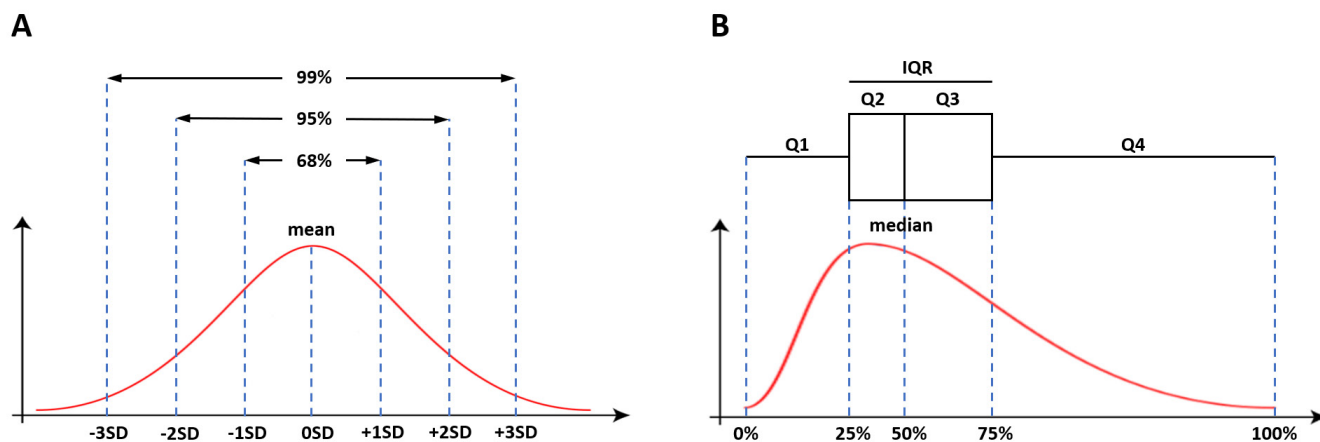 A
99%
95%
68%
mean
-3SD -2SD -1SD 0SD +1SD +2SD +3SD
B
IQR
Q2 Q3
Q1 Q4
median
0% 25% 50% 75% 100%